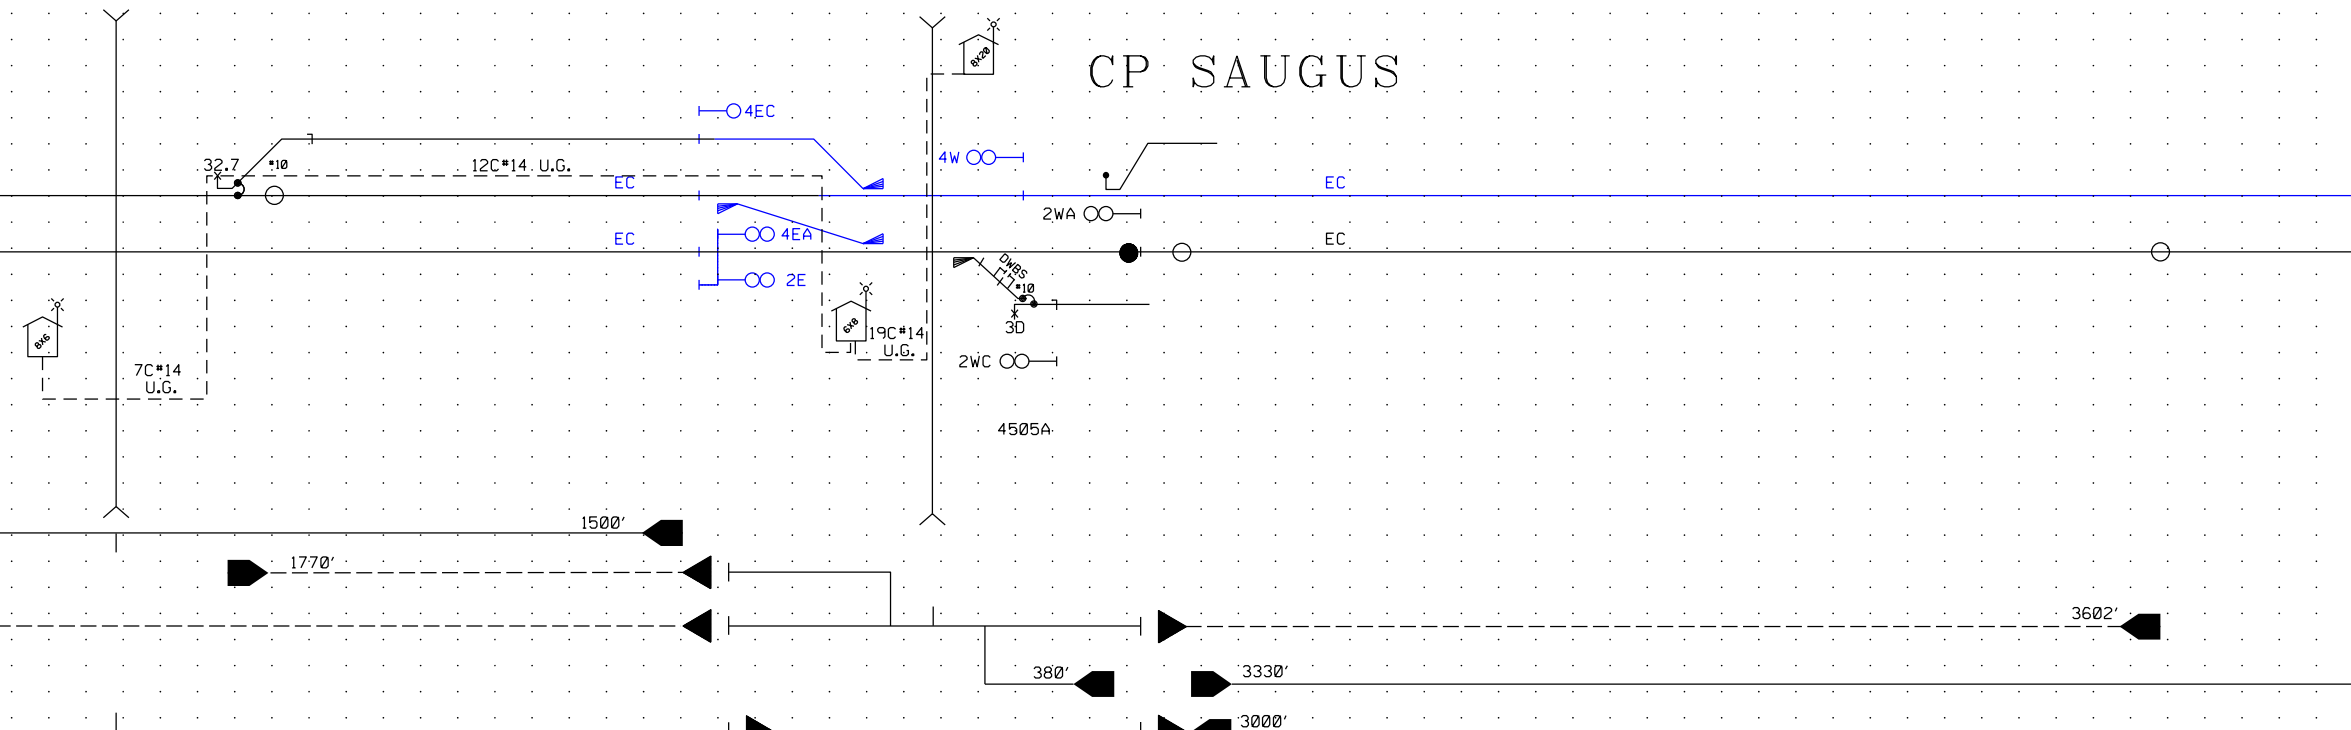 8X20
CP SAUGUS
4EC
4W
32.7
#10
12C#14 U.G.
EC
EC
2WA
4EA
EC
EC
DWBS
2E
#10
6X8
8X6
3D
19C#14
U.G.
2WC
7C#14
U.G.
4505A
1500'
1770'
3602'
380'
3330'
3000'